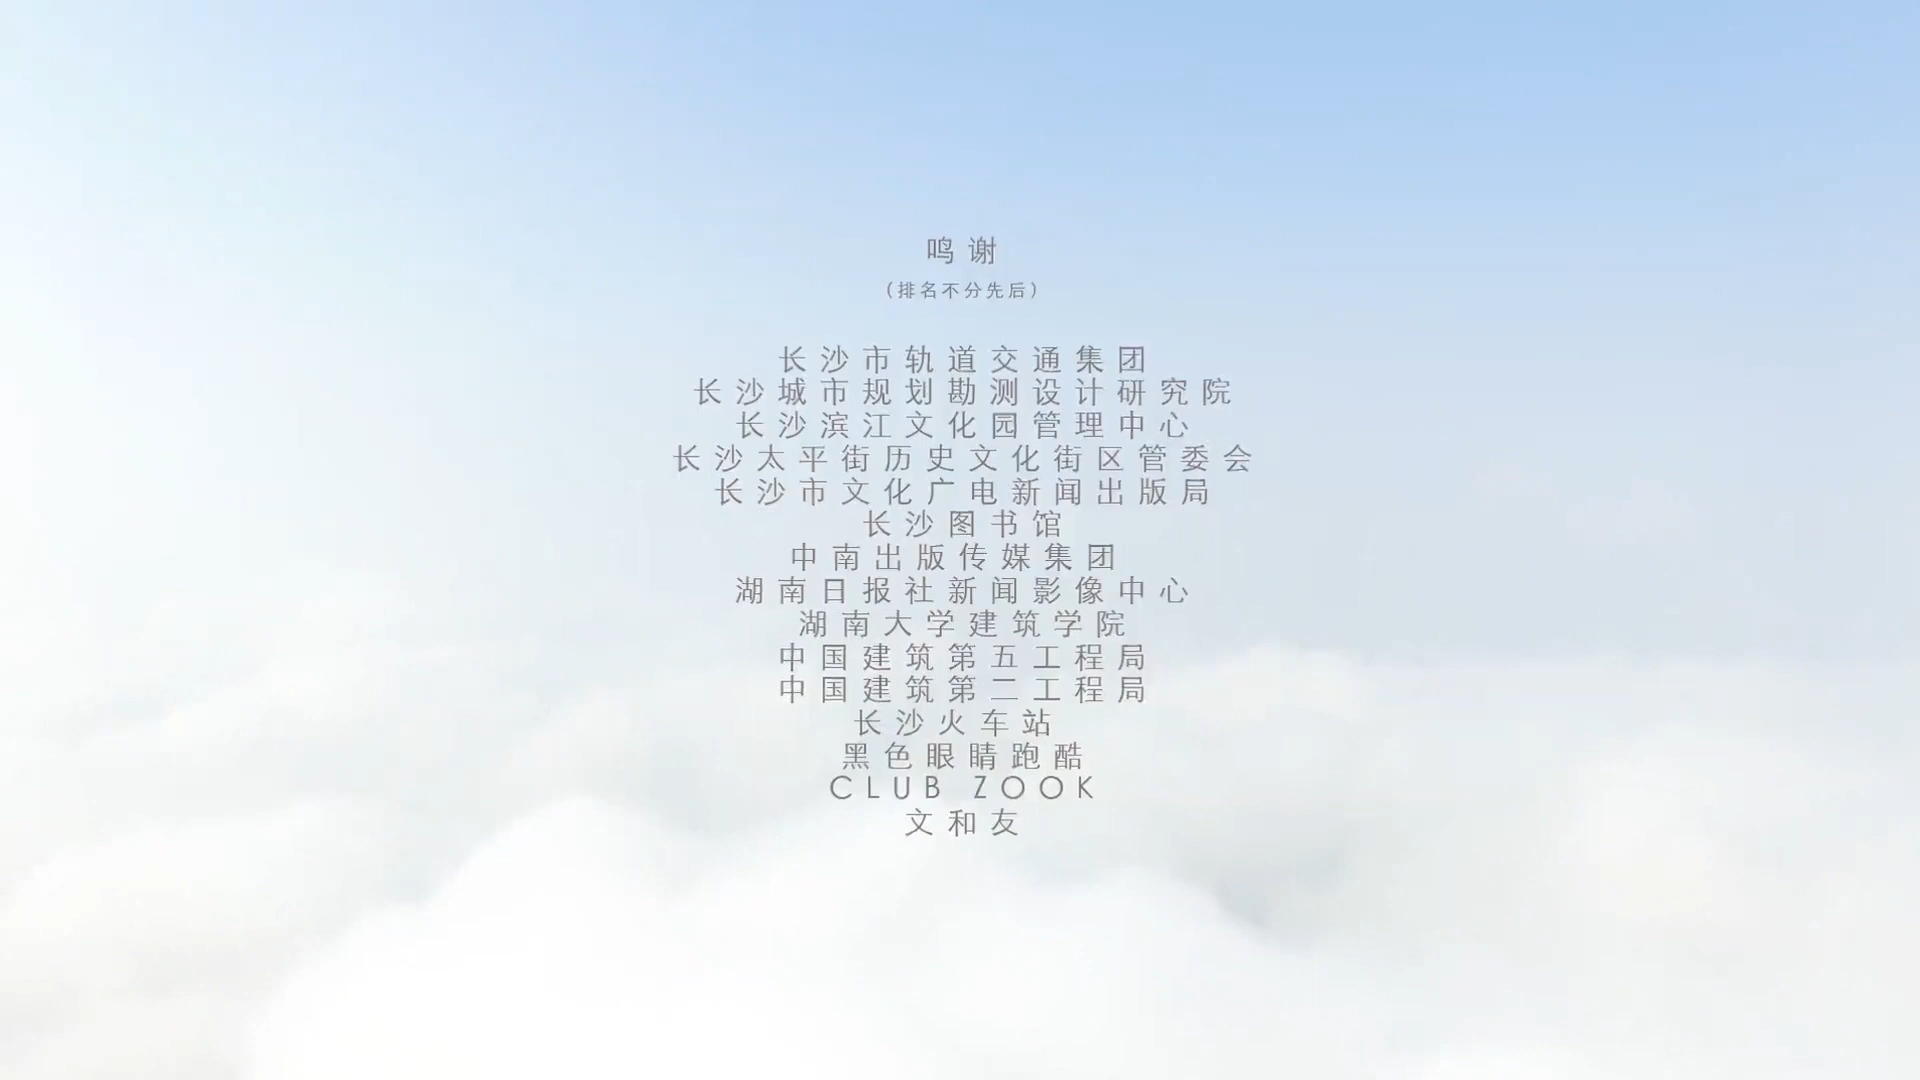 鸣谢
（排名不分先后）
长沙市轨道交通集团
长沙城市规划勘测设计研究院
长沙滨江文化园管理中心
长沙太平街历史文化街区管委会
长沙市文化广电新闻出版局
长沙图书馆
中南出版传媒集团
湖南日报社新闻影像中心
湖南大学建筑学院
中国建筑第五工程局
中国建筑第二工程局
长沙火车站
黑色眼睛跑酷
CLUB ZOOK
文和友